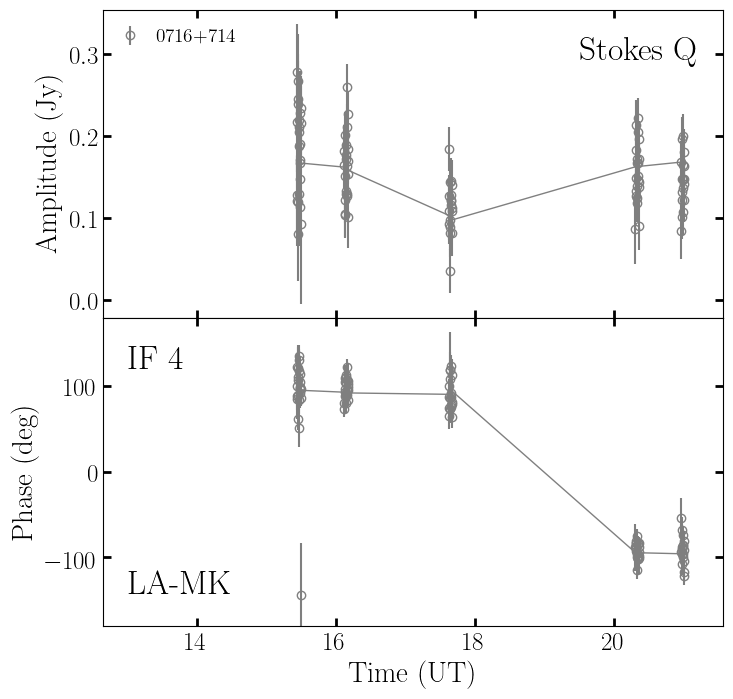 0716+714
Stokes Q
0.3
0.2
0.1
0.0
Amplitude (Jy)
IF 4
100
0
−100
Phase (deg)
LA-MK
14 16 18 20
Time (UT)